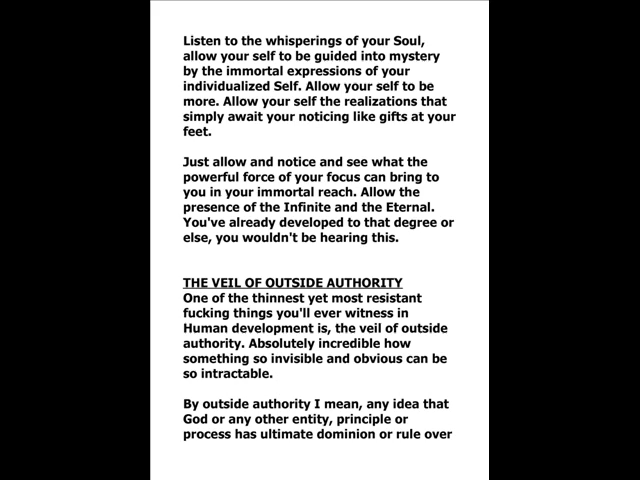 Listen to the whisperings of your Soul,
allow your self to be guided into mystery
by the immortal expressions of your
individualized Self. Allow your self to be
more. Allow your self the realizations that
simply await your noticing like gifts at your
feet.
Just allow and notice and see what the
powerful force of your focus can bring to
you in your immortal reach. Allow the
presence of the Infinite and the Eternal.
You've already developed to that degree or
else, you wouldn't be hearing this.
THE VEIL OF OUTSIDE AUTHORITY
One of the thinnest yet most resistant
fucking things you'll ever witness in
Human development is, the veil of outside
authority. Absolutely incredible how
something so invisible and obvious can be
so intractable.
By outside authority I mean, any idea that
God or any other entity, principle or
process has ultimate dominion or rule over